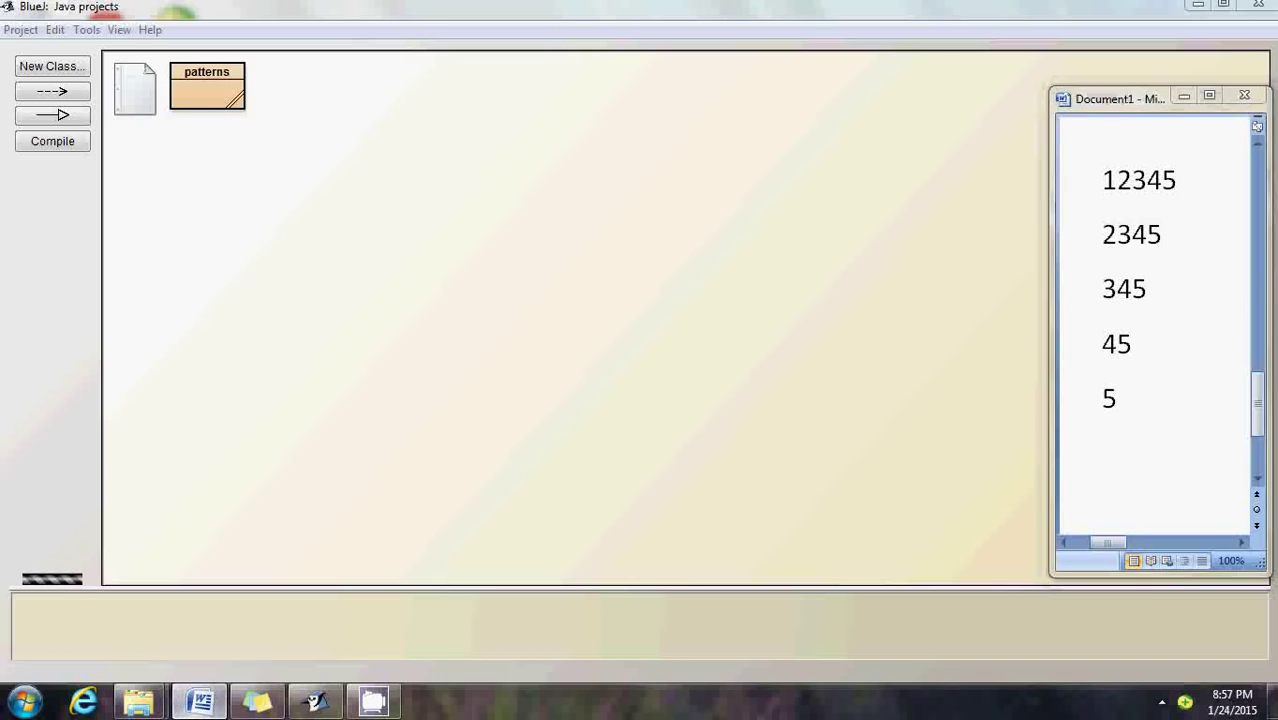 BlueJ: Java projects
Project Edit Tools View Help
New Class...
Compile
patterns
Document1 - Mi...
12345
2345
345
45
5
100%
8:57 PM
1/24/2015